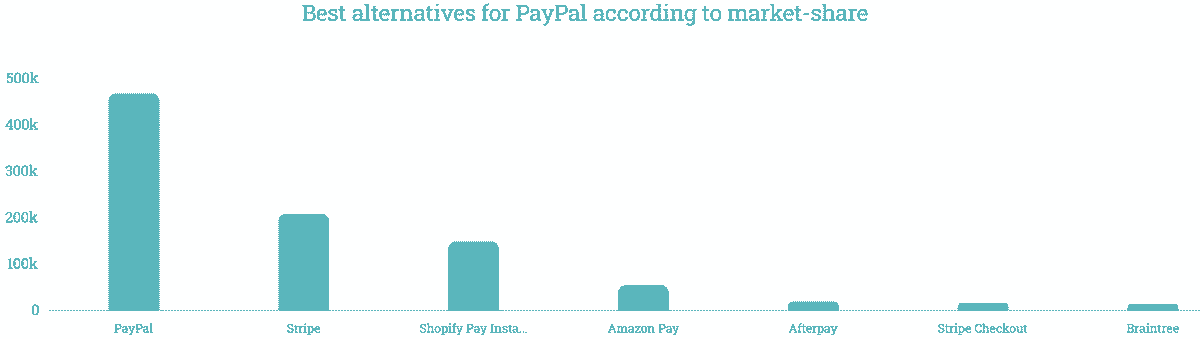 Best alternatives for PayPal according to market-share
500k
400k
300k
200k
100k
0
PayPal Stripe Shopify Pay Insta... Amazon Pay Afterpay Stripe Checkout Braintree